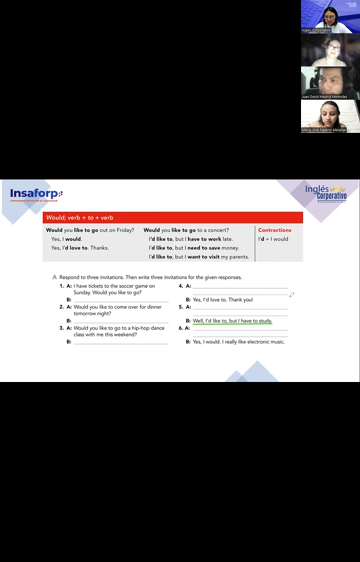 Insaforp
Inglés
Corporativo
Would; verb + to + verb
Would you like to go out on Friday?
Yes, I would.
Yes, I'd love to. Thanks.
Would you like to go to a concert?
I'd like to, but I have to work late.
I'd like to, but I need to save money.
I'd like to, but I want to visit my parents.
Contractions
I'd = I would
A Respond to three invitations. Then write three invitations for the given responses.
1. A: I have tickets to the soccer game on
Sunday. Would you like to go?
B:
2. A: Would you like to come over for dinner
tomorrow night?
B:
3. A: Would you like to go to a hip-hop dance
class with me this weekend?
B:
4. A:
B: Yes, I'd love to. Thank you!
5. A:
B: Well, I'd like to, but I have to study.
6. A:
B: Yes, I would. I really like electronic music.